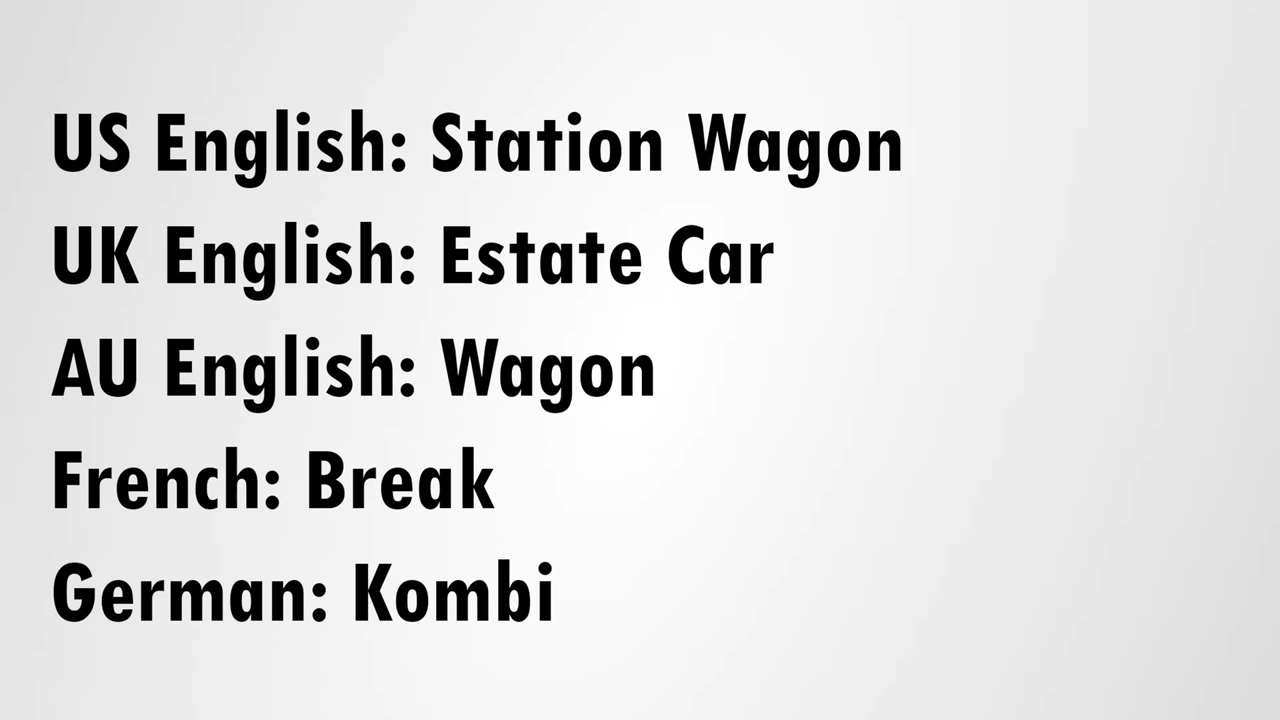 US English: Station Wagon
UK English: Estate Car
AU English: Wagon
French: Break
German: Kombi